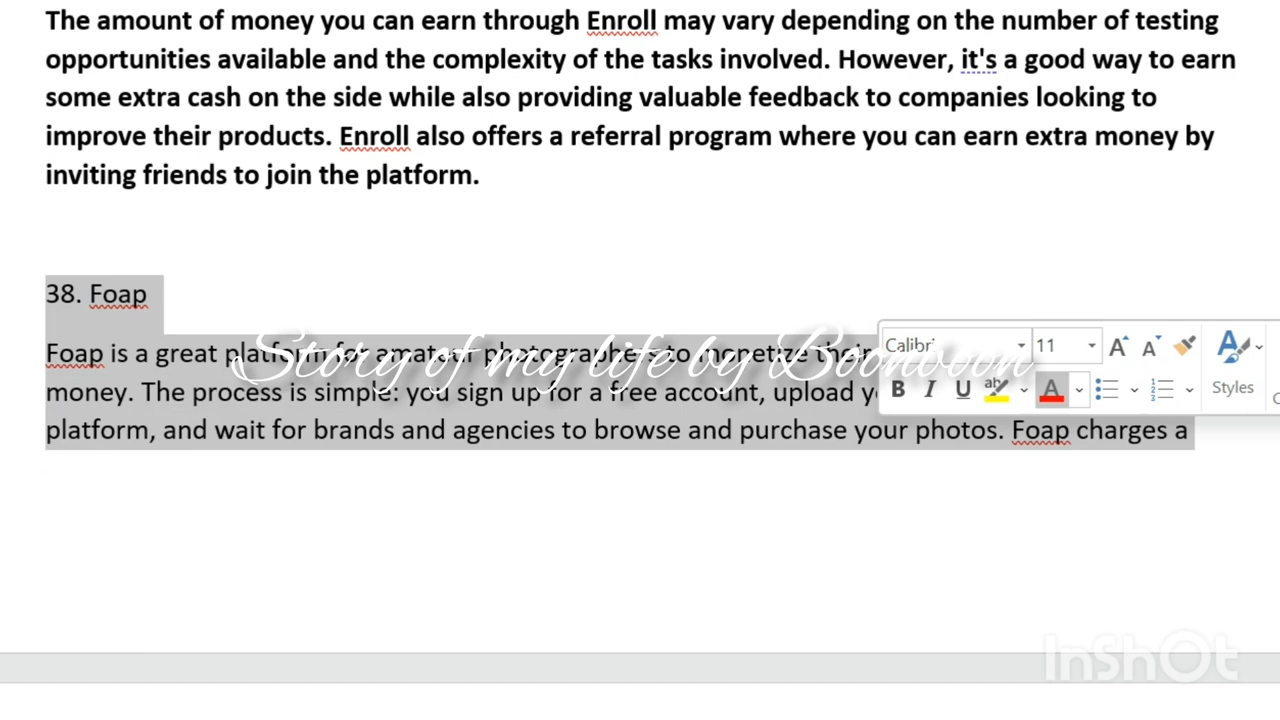 The amount of money you can earn through Enroll may vary depending on the number of testing
opportunities available and the complexity of the tasks involved. However, it's a good way to earn
some extra cash on the side while also providing valuable feedback to companies looking to
improve their products. Enroll also offers a referral program where you can earn extra money by
inviting friends to join the platform.
38. Foap
Foap is a great platform for amateur photographers to monetize their
Story of my life by Boonboon
Calibri 11
money. The process is simple: you sign up for a free account, upload
B I U ab A Styles
platform, and wait for brands and agencies to browse and purchase your photos. Foap charges a
InShOt